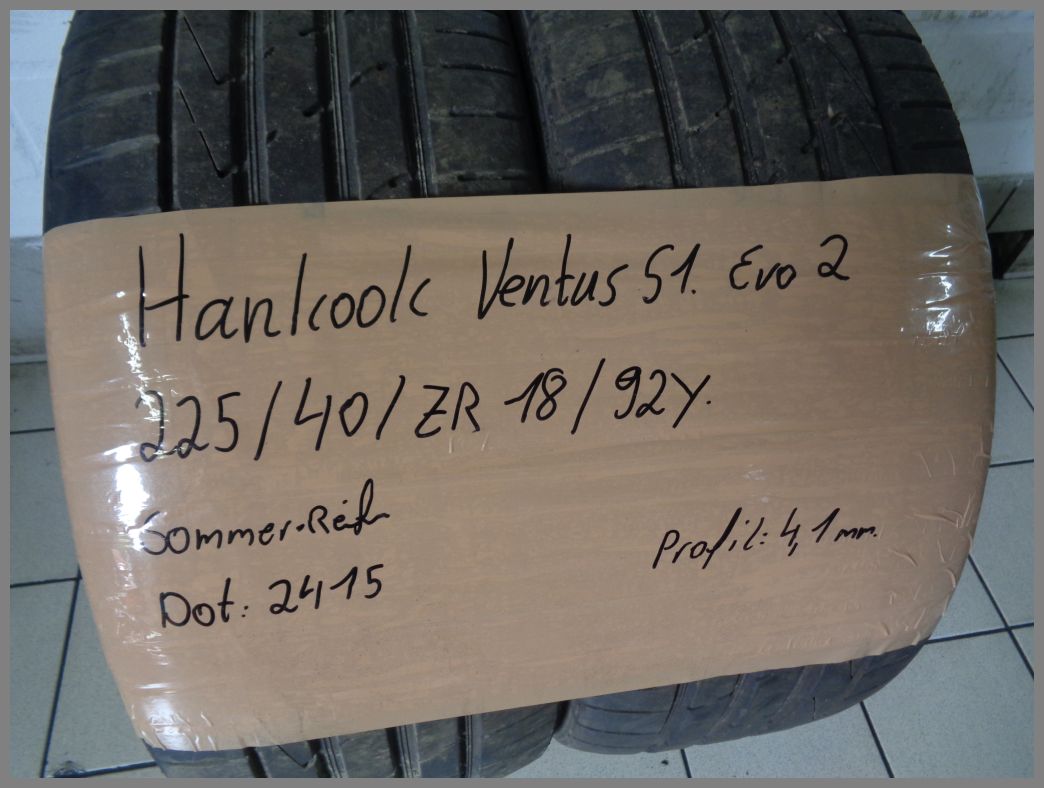 Hankook Ventus S1. Evo 2
225/40/ZR 18/92Y.
Sommer-Reifen
Profil: 4,1 mm.
Dot: 2415